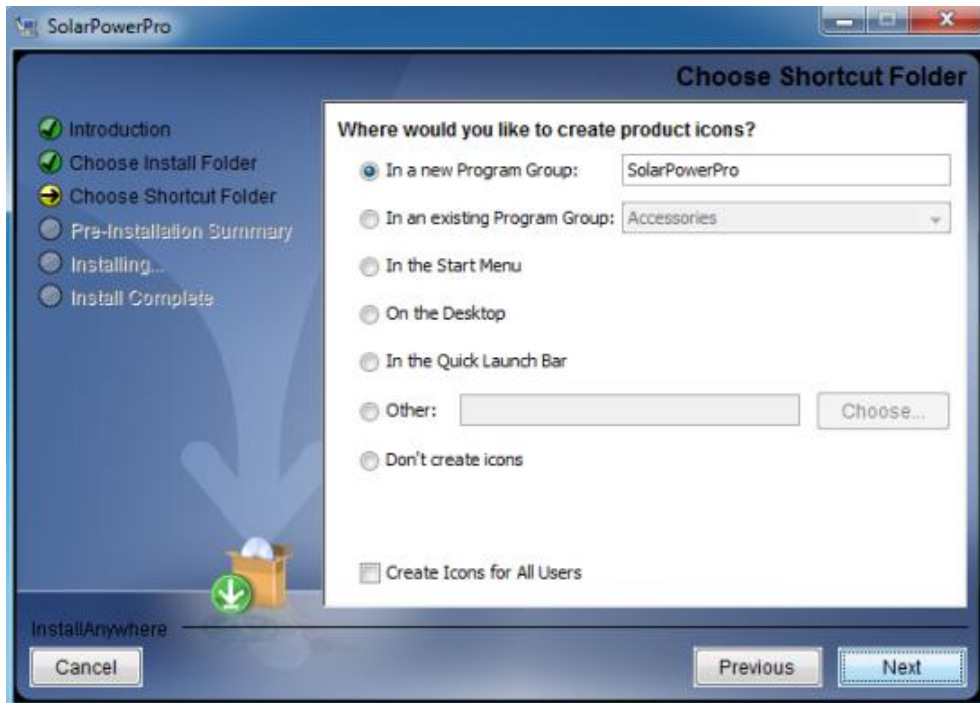 SolarPowerPro
Choose Shortcut Folder
Introduction
Choose Install Folder
Choose Shortcut Folder
Pre-Installation Summary
Installing...
Install Complete
Where would you like to create product icons?
In a new Program Group: SolarPowerPro
In an existing Program Group: Accessories
In the Start Menu
On the Desktop
In the Quick Launch Bar
Other: Choose...
Don't create icons
Create Icons for All Users
InstallAnywhere
Cancel Previous Next